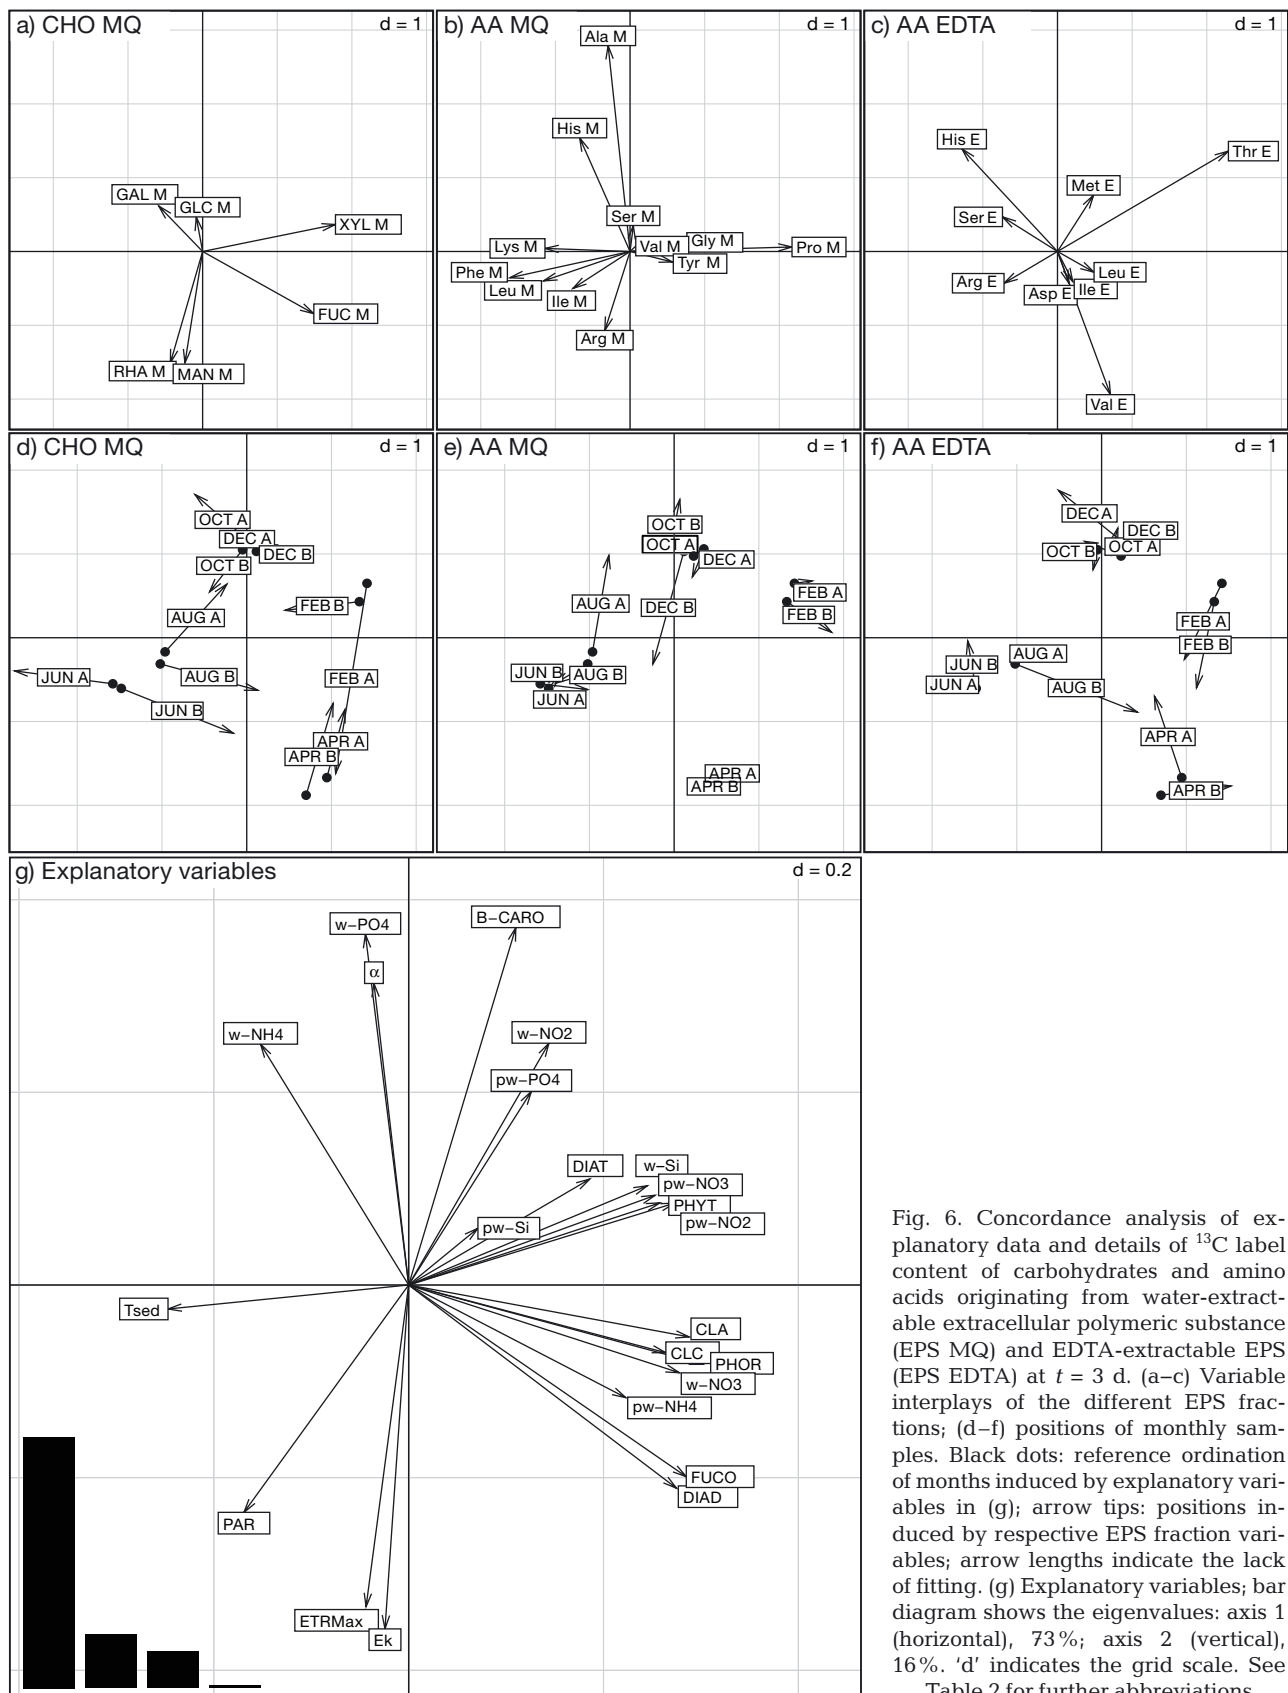 a) CHO MQ
d = 1
GAL M
GLC M
XYL M
FUC M
RHA M
MAN M
b) AA MQ
d = 1
Ala M
His M
Ser M
Lys M
Val M
Gly M
Pro M
Tyr M
Phe M
Leu M
Ile M
Arg M
c) AA EDTA
d = 1
His E
Thr E
Met E
Ser E
Arg E
Leu E
Asp E
Ile E
Val E
d) CHO MQ
d = 1
OCT A
DEC A
DEC B
OCT B
FEB B
AUG A
JUN A
AUG B
FEB A
JUN B
APR A
APR B
e) AA MQ
d = 1
OCT B
OCT A
DEC A
FEB A
AUG A
DEC B
FEB B
JUN B
AUG B
JUN A
APR A
APR B
f) AA EDTA
d = 1
DEC A
DEC B
OCT B
OCT A
FEB A
FEB B
AUG A
JUN B
JUN A
AUG B
APR A
APR B
g) Explanatory variables
d = 0.2
w–PO4
B–CARO
α
w–NH4
w–NO2
pw–PO4
DIAT
w–Si
pw–NO3
PHYT
pw–NO2
pw–Si
Tsed
CLA
CLC
PHOR
w–NO3
pw–NH4
FUCO
DIAD
PAR
ETRMax
Ek
Fig. 6. Concordance analysis of ex-
planatory data and details of ¹³C label
content of carbohydrates and amino
acids originating from water-extract-
able extracellular polymeric substance
(EPS MQ) and EDTA-extractable EPS
(EPS EDTA) at t = 3 d. (a–c) Variable
interplays of the different EPS frac-
tions; (d–f) positions of monthly sam-
ples. Black dots: reference ordination
of months induced by explanatory vari-
ables in (g); arrow tips: positions in-
duced by respective EPS fraction vari-
ables; arrow lengths indicate the lack
of fitting. (g) Explanatory variables; bar
diagram shows the eigenvalues: axis 1
(horizontal), 73%; axis 2 (vertical),
16%. 'd' indicates the grid scale. See
Table 2 for further abbreviations